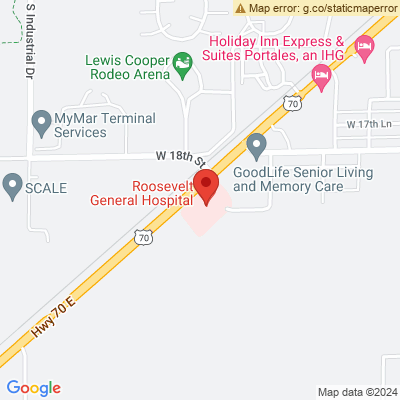 Map error: g.co/staticmaperror
S Industrial Dr
Holiday Inn Express &
Suites Portales, an IHG
Lewis Cooper
Rodeo Arena
70
W 17th Ln
MyMar Terminal
Services
W 18th St
GoodLife Senior Living
and Memory Care
SCALE
Roosevelt
General Hospital
70
Hwy 70 E
Google
Map data ©2024